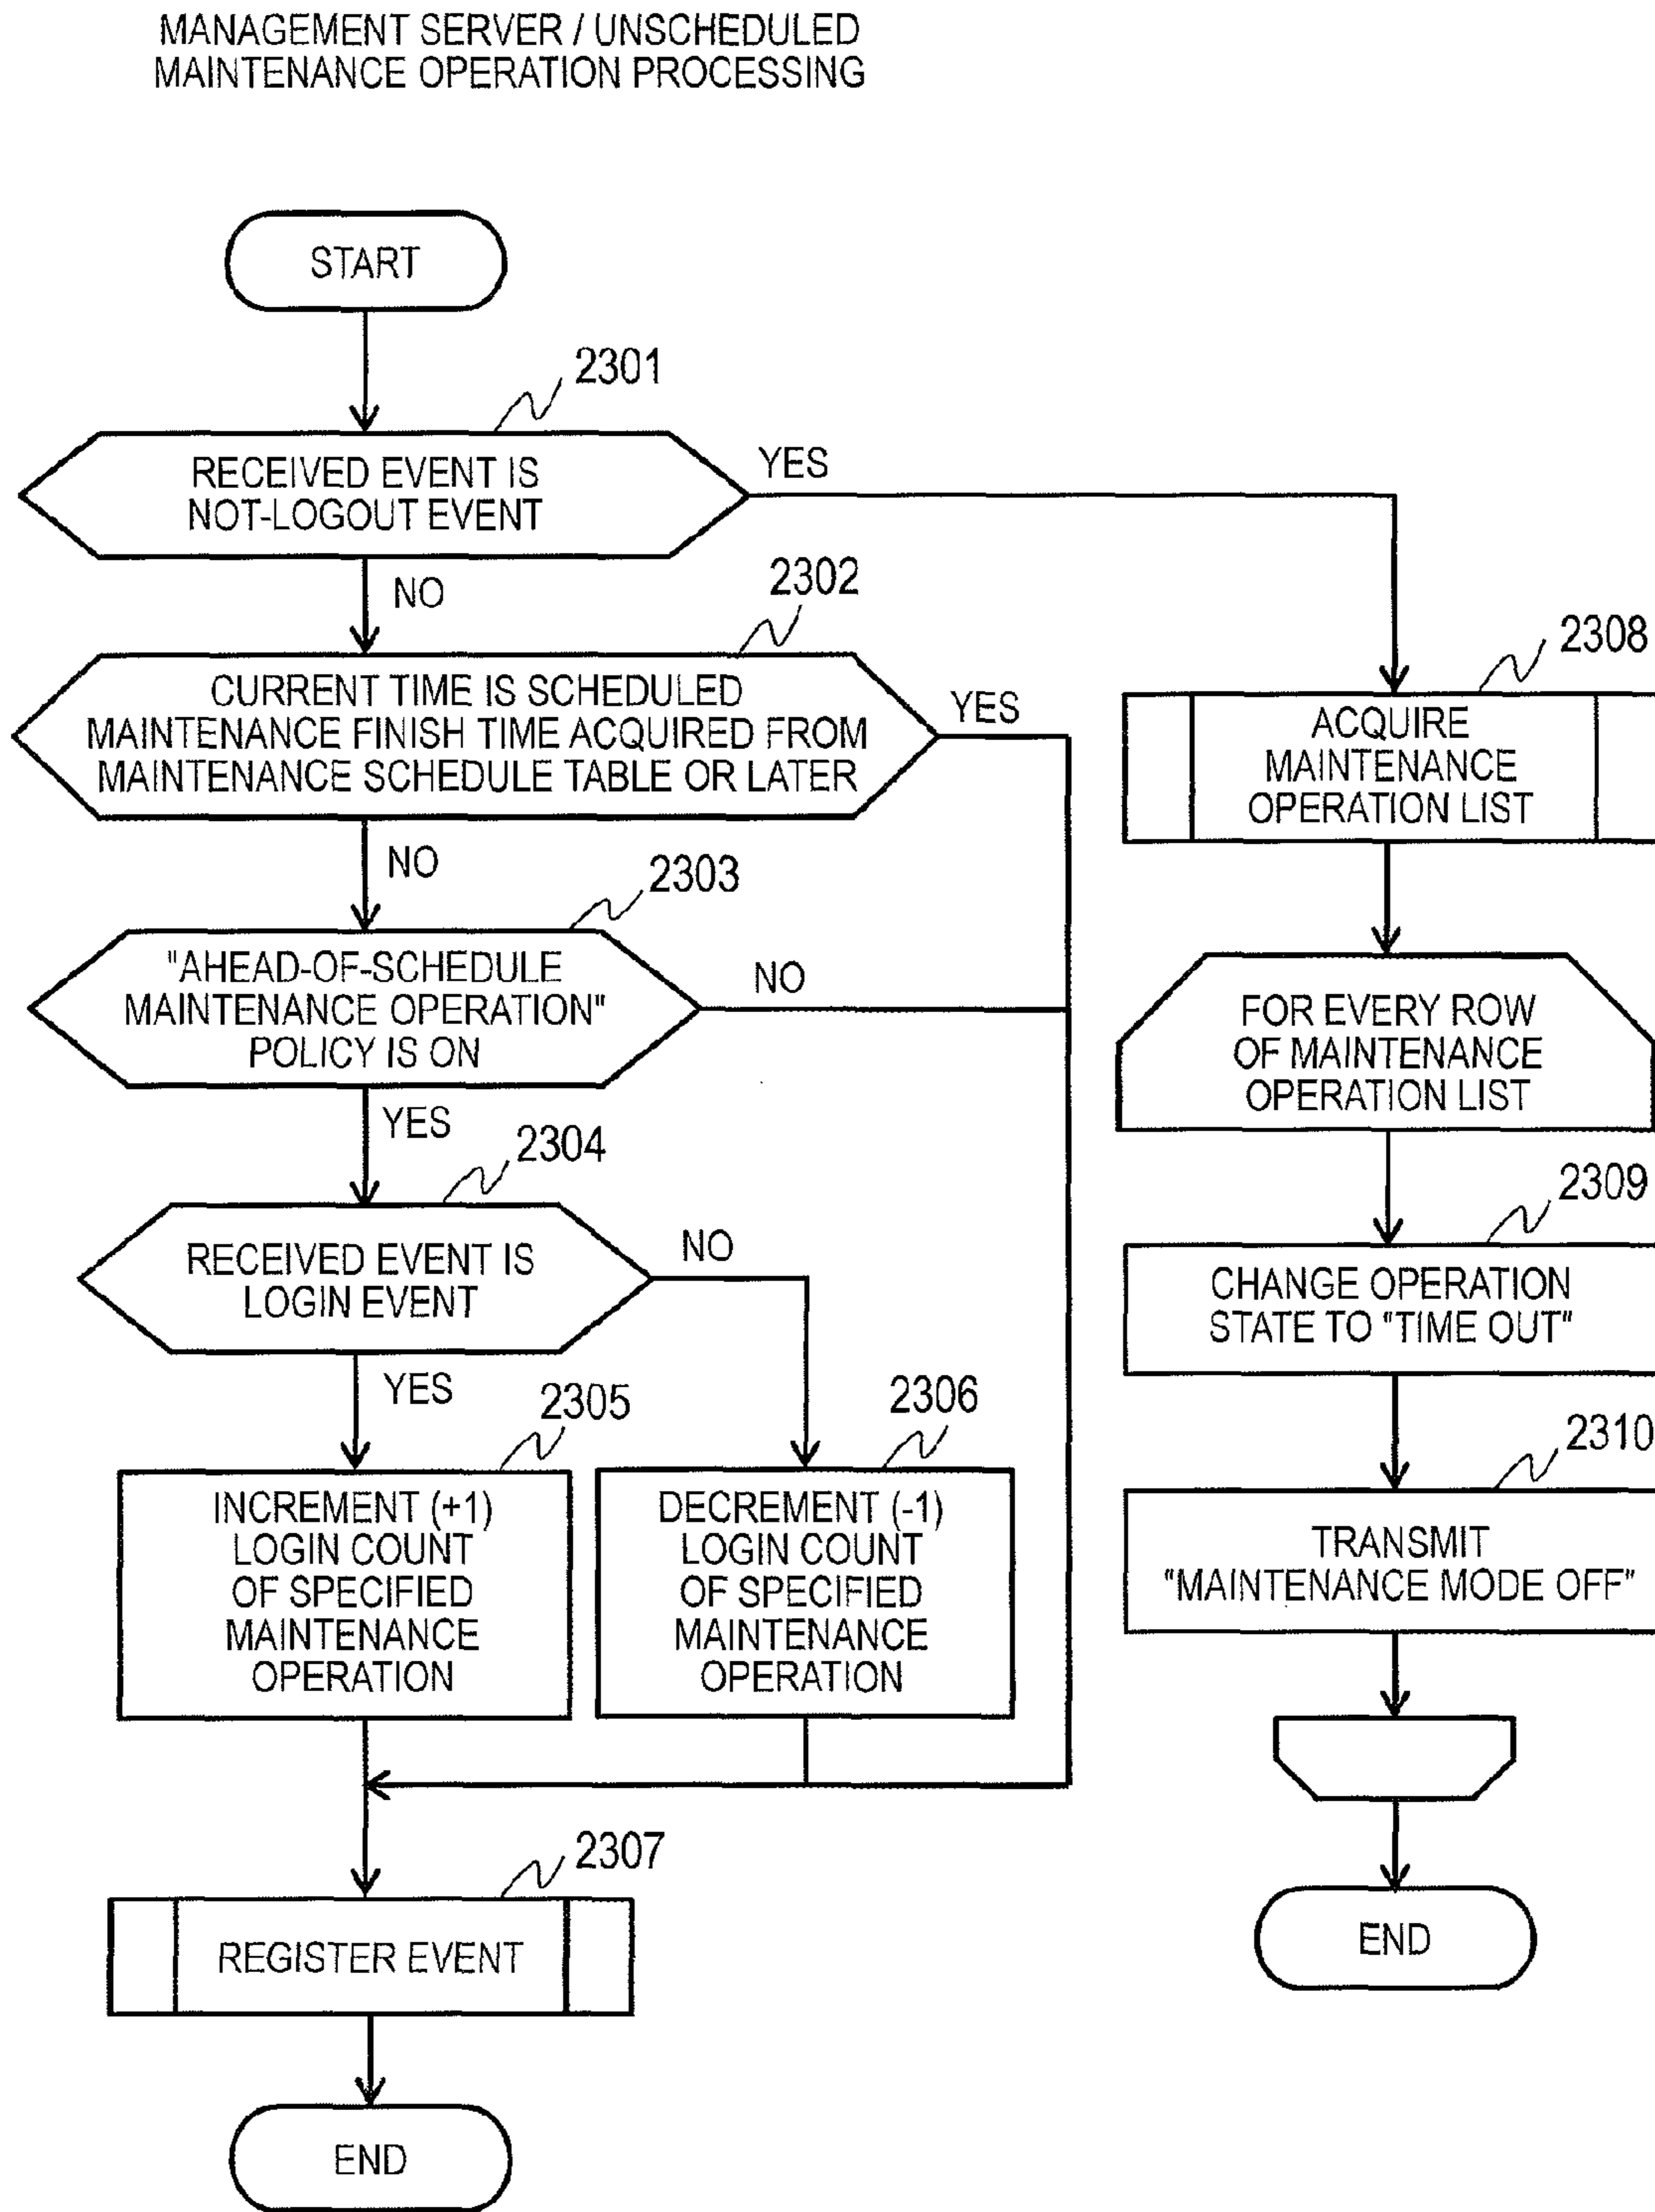 MANAGEMENT SERVER / UNSCHEDULED
MAINTENANCE OPERATION PROCESSING
START
2301
RECEIVED EVENT IS
NOT-LOGOUT EVENT
YES
NO
2302
CURRENT TIME IS SCHEDULED
MAINTENANCE FINISH TIME ACQUIRED FROM
MAINTENANCE SCHEDULE TABLE OR LATER
YES
NO
2303
"AHEAD-OF-SCHEDULE
MAINTENANCE OPERATION"
POLICY IS ON
NO
YES
2304
RECEIVED EVENT IS
LOGIN EVENT
NO
YES
2305
INCREMENT (+1)
LOGIN COUNT
OF SPECIFIED
MAINTENANCE
OPERATION
2306
DECREMENT (-1)
LOGIN COUNT
OF SPECIFIED
MAINTENANCE
OPERATION
2307
REGISTER EVENT
END
2308
ACQUIRE
MAINTENANCE
OPERATION LIST
FOR EVERY ROW
OF MAINTENANCE
OPERATION LIST
2309
CHANGE OPERATION
STATE TO "TIME OUT"
2310
TRANSMIT
"MAINTENANCE MODE OFF"
END